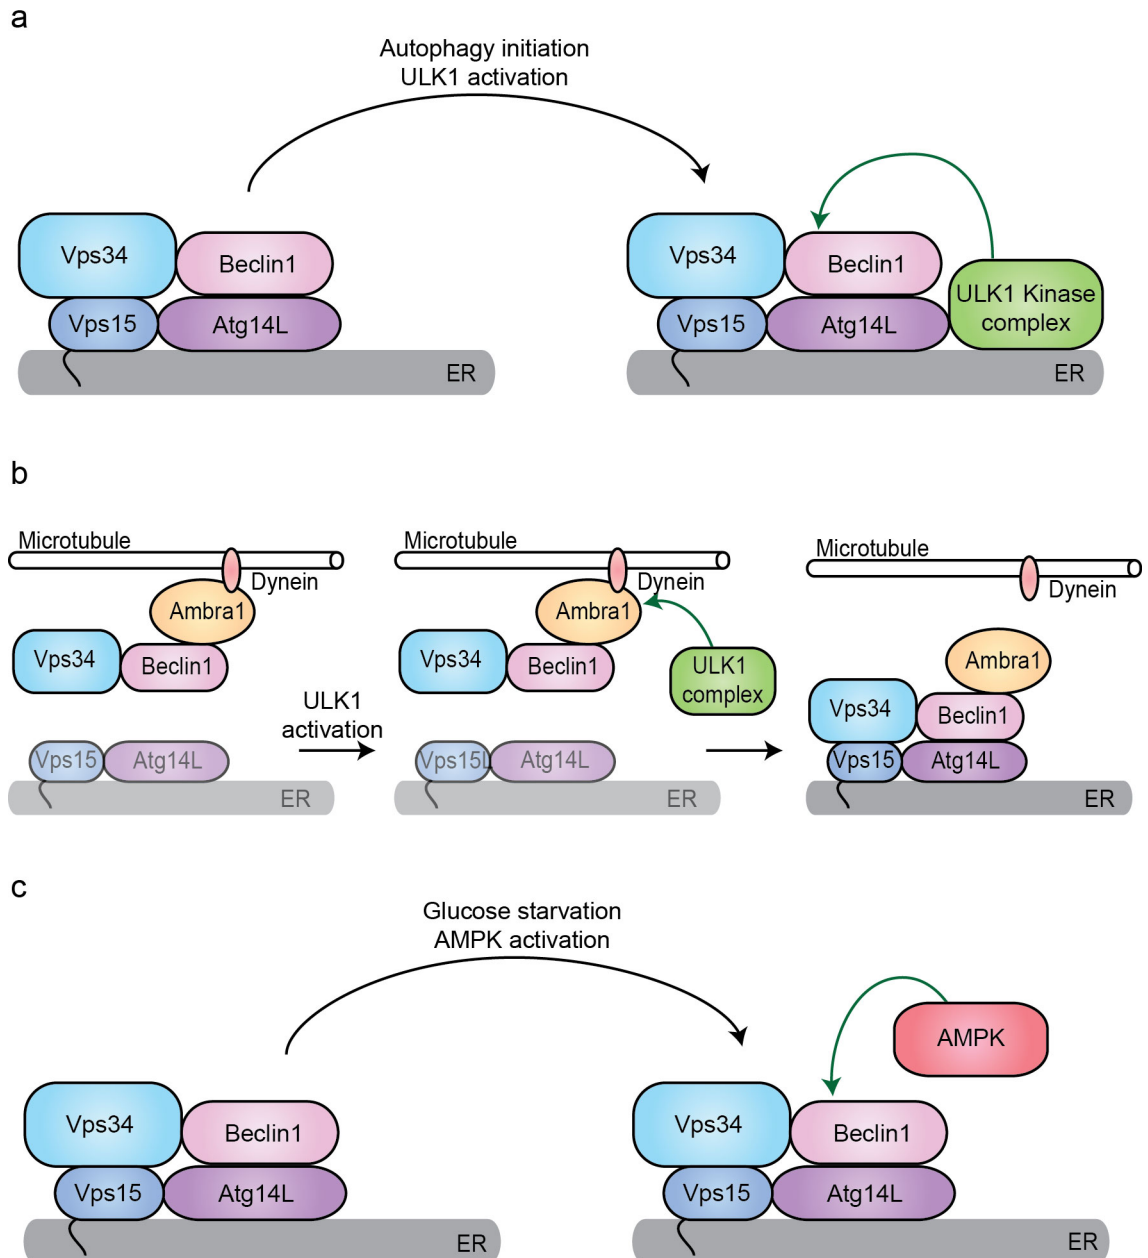 a
Autophagy initiation
ULK1 activation
Vps34
Beclin1
Vps15
Atg14L
ER
Vps34
Beclin1
ULK1 Kinase
complex
Vps15
Atg14L
ER
b
Microtubule
Dynein
Ambra1
Vps34
Beclin1
Vps15
Atg14L
ER
ULK1
activation
Microtubule
Dynein
Ambra1
Vps34
Beclin1
ULK1
complex
Vps15L
Atg14L
ER
Microtubule
Dynein
Ambra1
Vps34
Beclin1
Vps15
Atg14L
ER
c
Glucose starvation
AMPK activation
Vps34
Beclin1
Vps15
Atg14L
ER
AMPK
Vps34
Beclin1
Vps15
Atg14L
ER